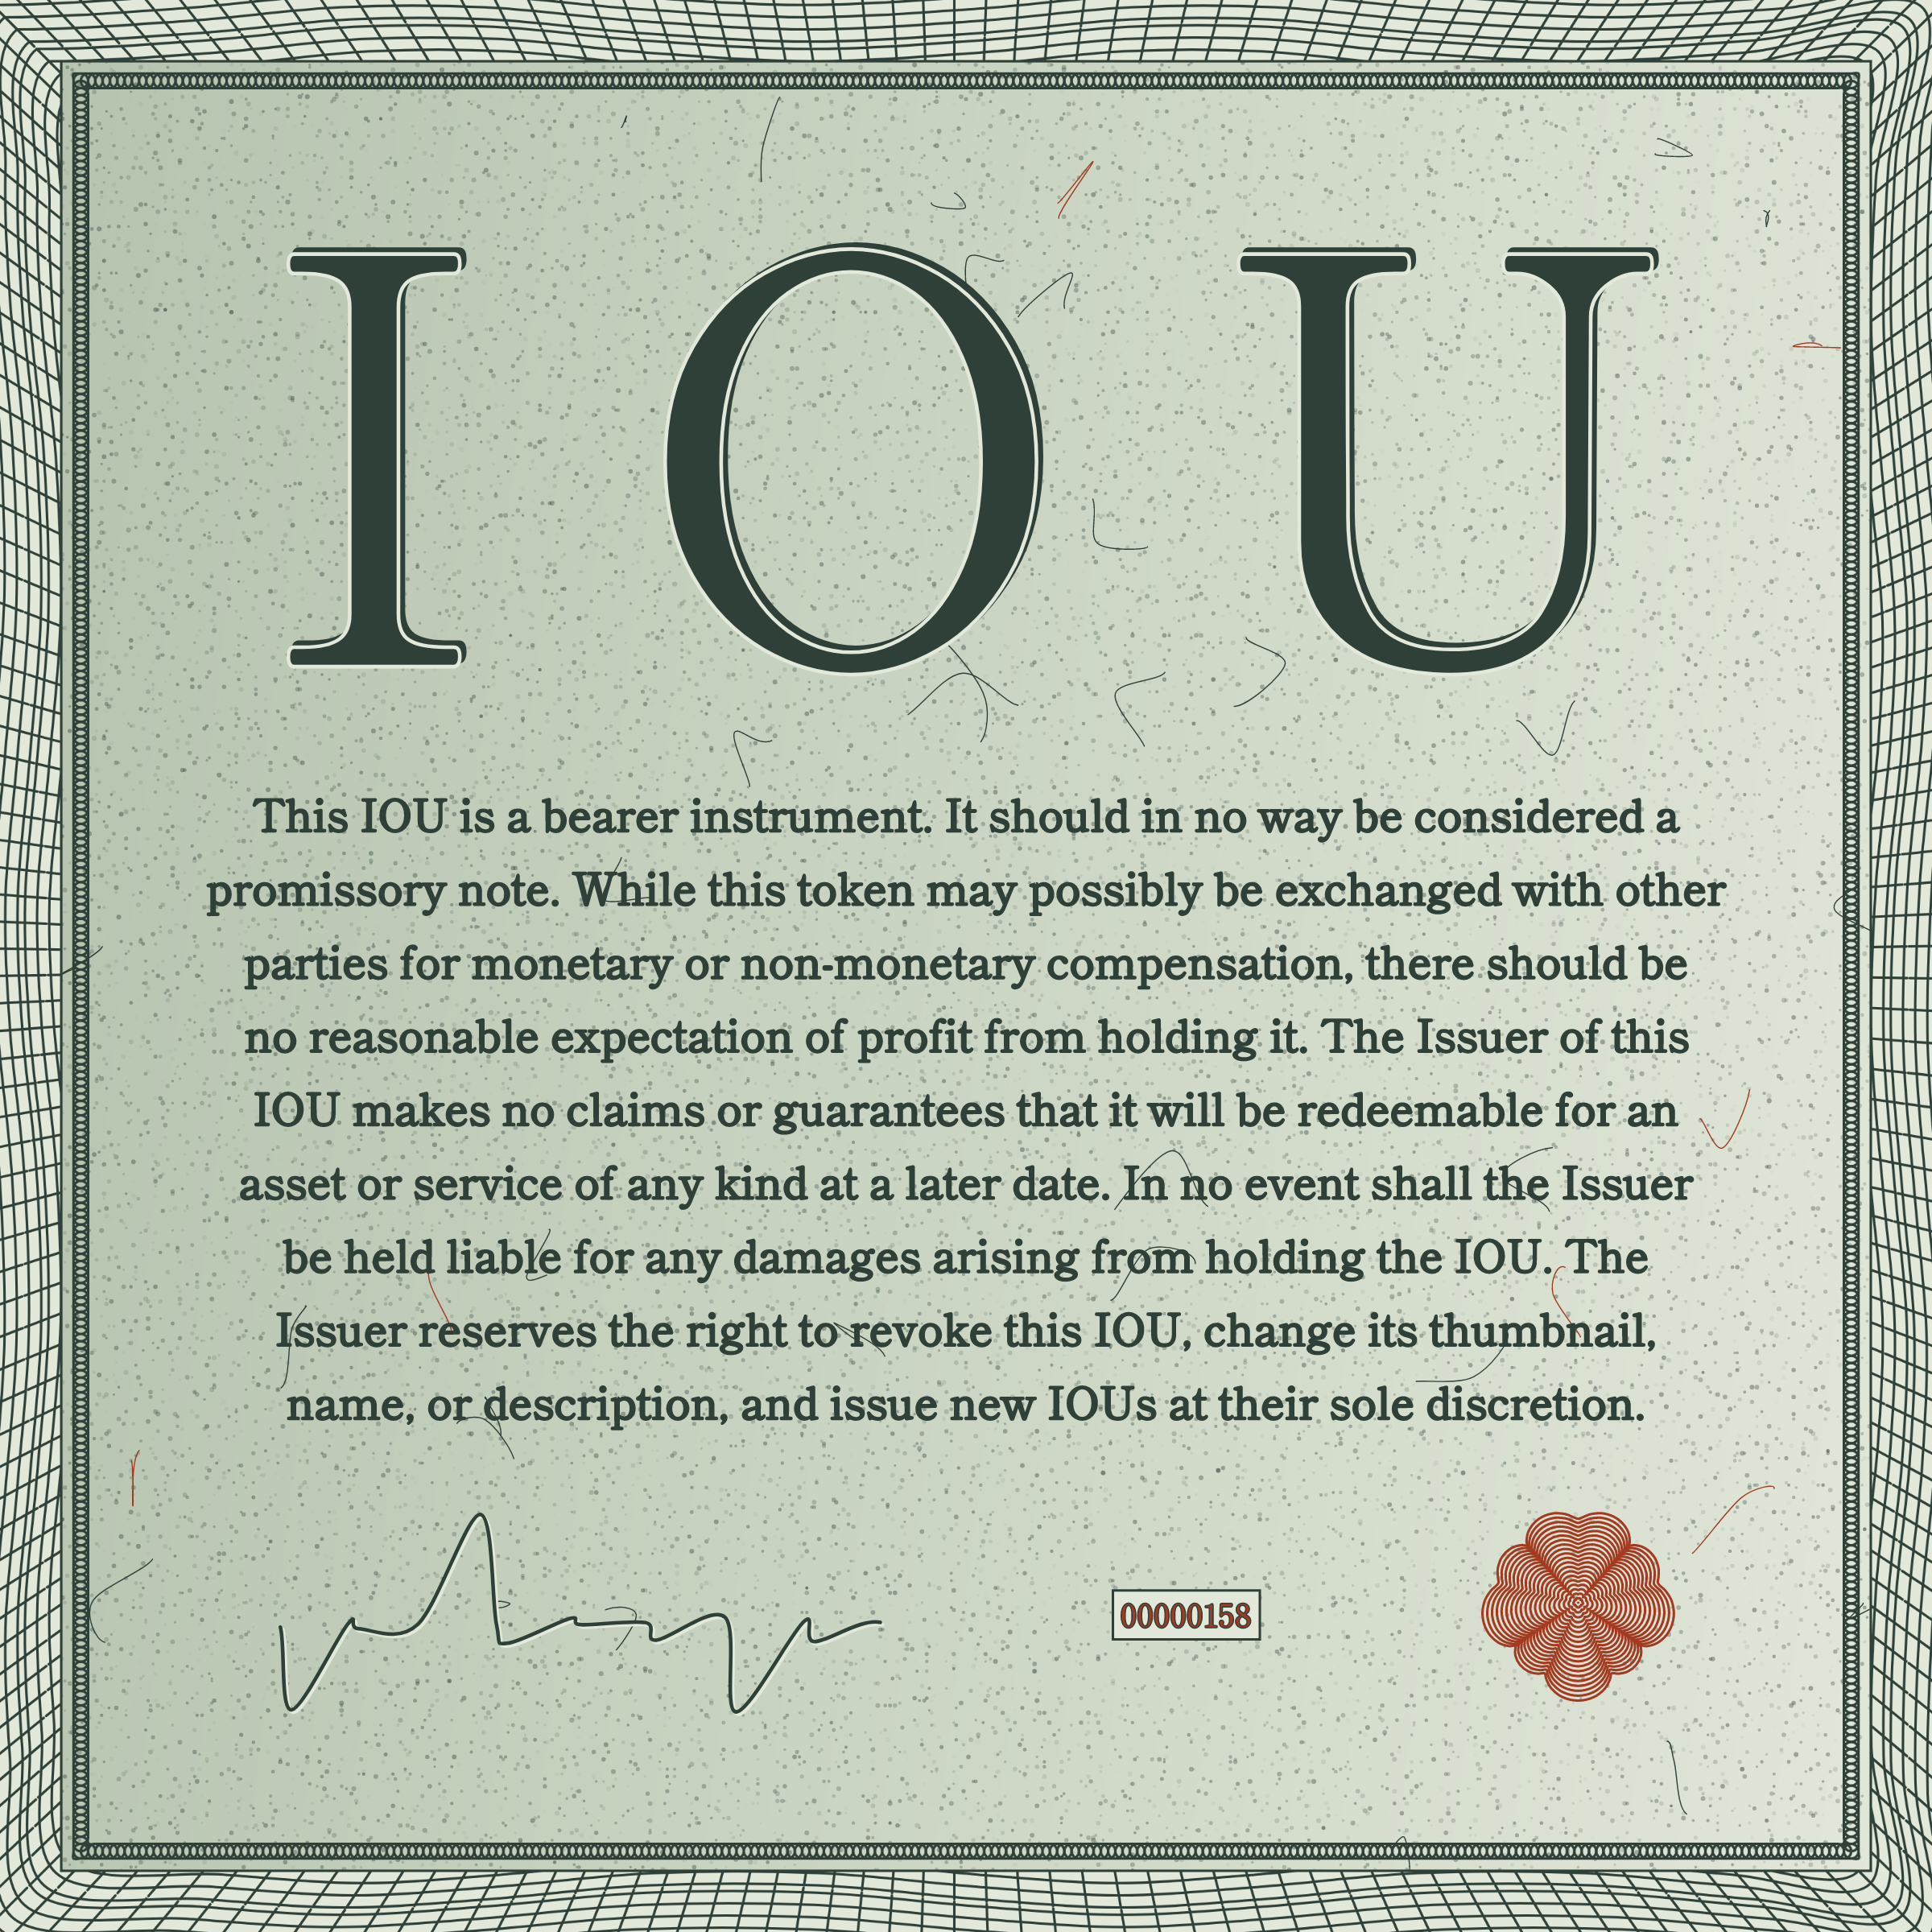 I O U
This IOU is a bearer instrument. It should in no way be considered a
promissory note. While this token may possibly be exchanged with other
parties for monetary or non-monetary compensation, there should be
no reasonable expectation of profit from holding it. The Issuer of this
IOU makes no claims or guarantees that it will be redeemable for an
asset or service of any kind at a later date. In no event shall the Issuer
be held liable for any damages arising from holding the IOU. The
Issuer reserves the right to revoke this IOU, change its thumbnail,
name, or description, and issue new IOUs at their sole discretion.
00000158